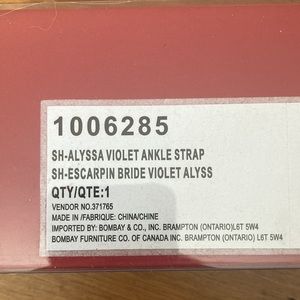 1006285
SH-ALYSSA VIOLET ANKLE STRAP
SH-ESCARPIN BRIDE VIOLET ALYSS
QTY/QTE:1
VENDOR NO.371765
MADE IN /FABRIQUE: CHINA/CHINE
IMPORTED BY: BOMBAY & CO., INC. BRAMPTON (ONTARIO)L6T 5W4
BOMBAY FURNITURE CO. OF CANADA INC. BRAMPTON (ONTARIO) L6T 5W4